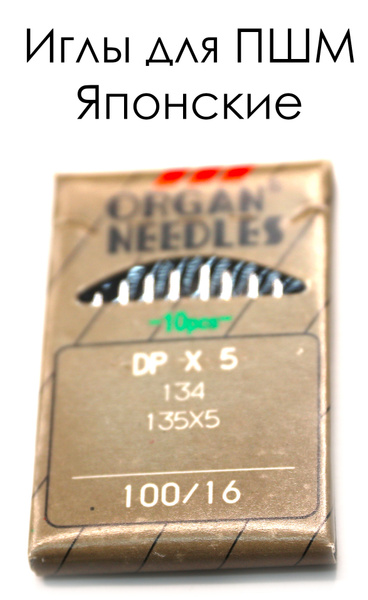 Иглы для ПШМ
Японские
ORGAN
NEEDLES
-10pcs-
DP X 5
134
135X5
100/16